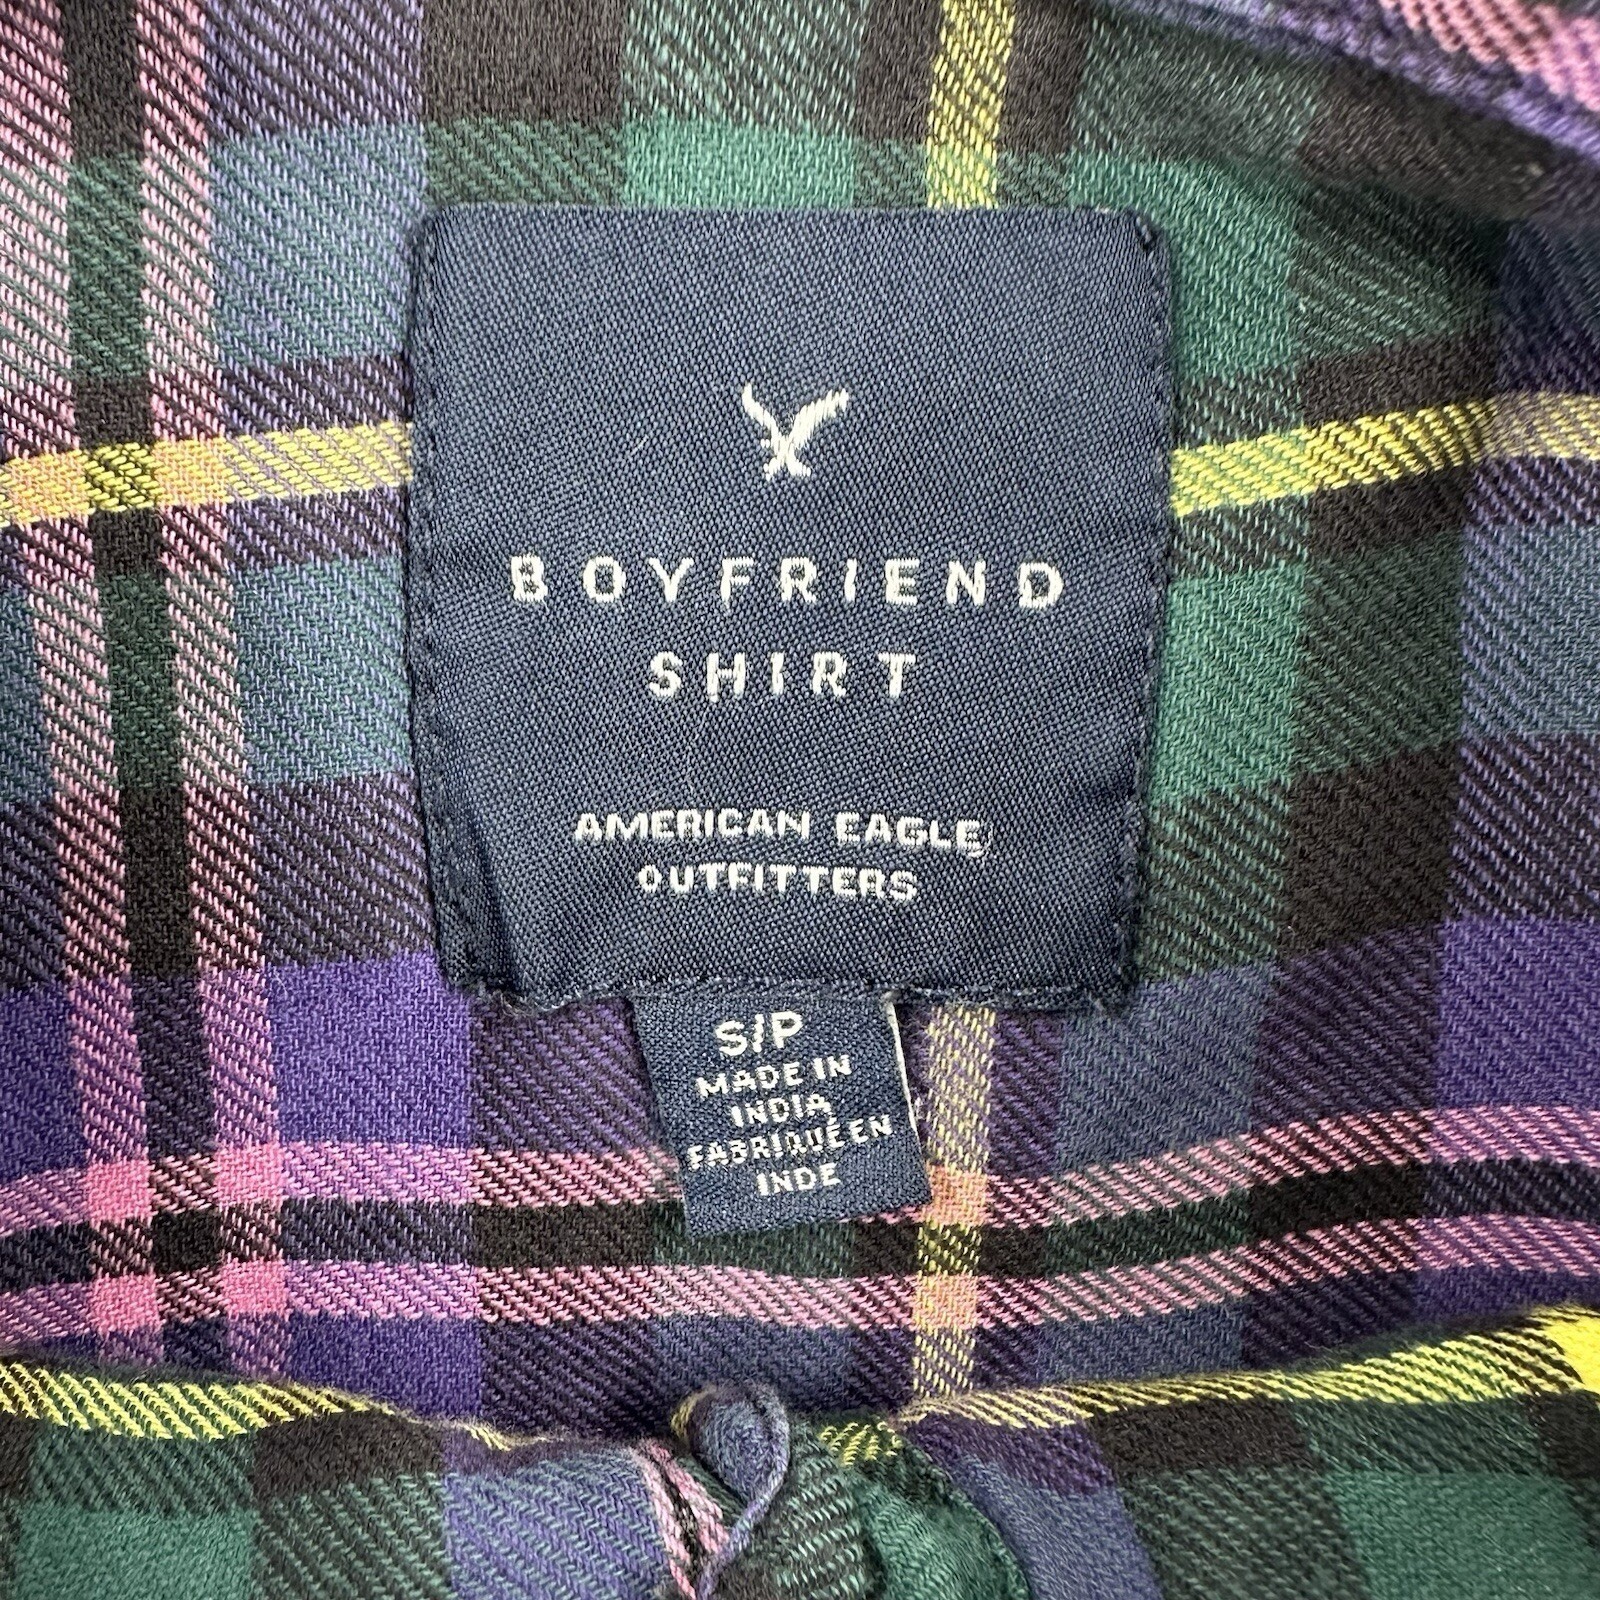 BOYFRIEND
SHIRT
AMERICAN EAGLE
OUTFITTERS
S/P
MADE IN
INDIA
FABRIQUÉ EN
INDE